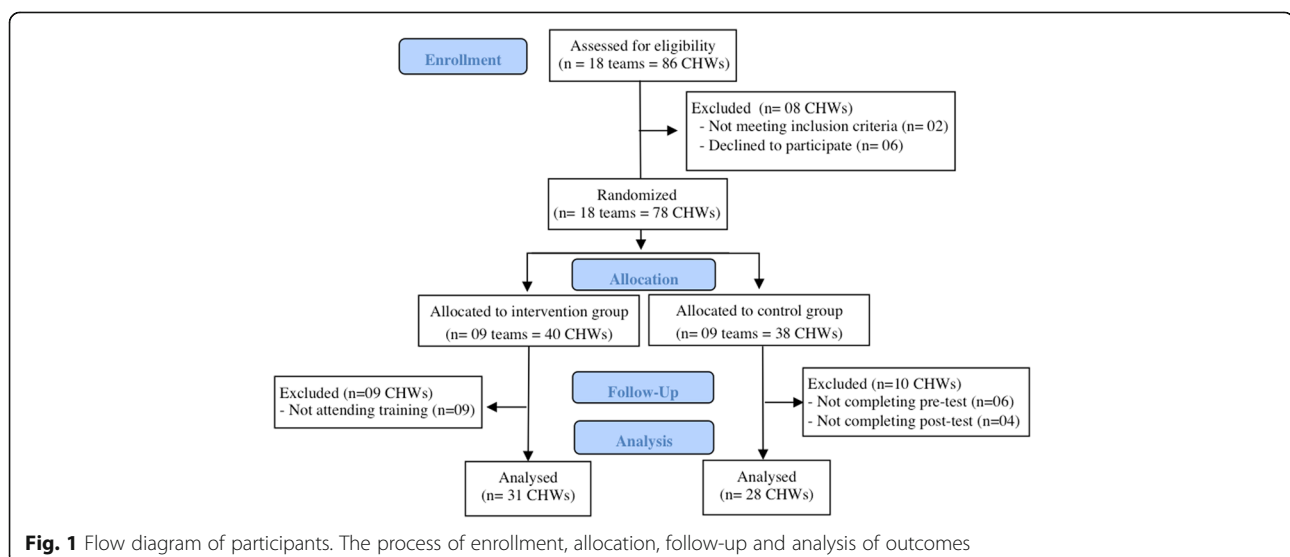 Enrollment
Assessed for eligibility
(n = 18 teams = 86 CHWs)
Excluded (n= 08 CHWs)
- Not meeting inclusion criteria (n= 02)
- Declined to participate (n= 06)
Randomized
(n= 18 teams = 78 CHWs)
Allocation
Allocated to intervention group
(n= 09 teams = 40 CHWs)
Allocated to control group
(n= 09 teams = 38 CHWs)
Follow-Up
Excluded (n=09 CHWs)
- Not attending training (n=09)
Excluded (n=10 CHWs)
- Not completing pre-test (n=06)
- Not completing post-test (n=04)
Analysis
Analysed
(n= 31 CHWs)
Analysed
(n= 28 CHWs)
Fig. 1 Flow diagram of participants. The process of enrollment, allocation, follow-up and analysis of outcomes